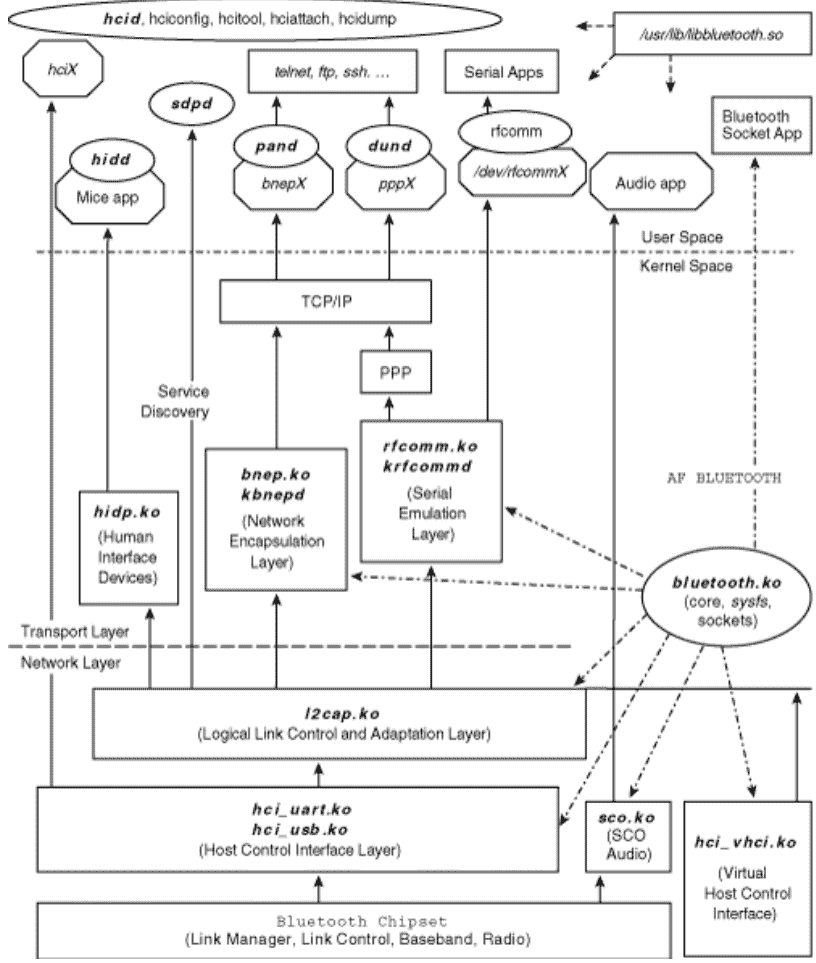 hcid, hciconfig, hcitool, hciattach, hcidump
/usr/lib/libbluetooth.so
hciX
telnet, ftp, ssh. ...
Serial Apps
sdpd
Bluetooth
Socket App
hidd
Mice app
pand
bnepX
dund
pppX
rfcomm
/dev/rfcommX
Audio app
User Space
Kernel Space
TCP/IP
PPP
Service
Discovery
rfcomm.ko
krfcommd
(Serial
Emulation
Layer)
bnep.ko
kbnepd
(Network
Encapsulation
Layer)
AF BLUETOOTH
hidp.ko
(Human
Interface
Devices)
bluetooth.ko
(core, sysfs,
sockets)
Transport Layer
Network Layer
l2cap.ko
(Logical Link Control and Adaptation Layer)
hci_uart.ko
hci_usb.ko
(Host Control Interface Layer)
sco.ko
(SCO
Audio)
hci_vhci.ko
(Virtual
Host Control
Interface)
Bluetooth Chipset
(Link Manager, Link Control, Baseband, Radio)